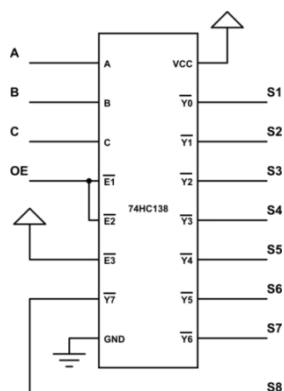 A A VCC
B B Y0 S1
C C Y1 S2
OE E1 Y2 S3
E2 74HC138 Y3 S4
E3 Y4 S5
Y7 Y5 S6
GND Y6 S7
S8